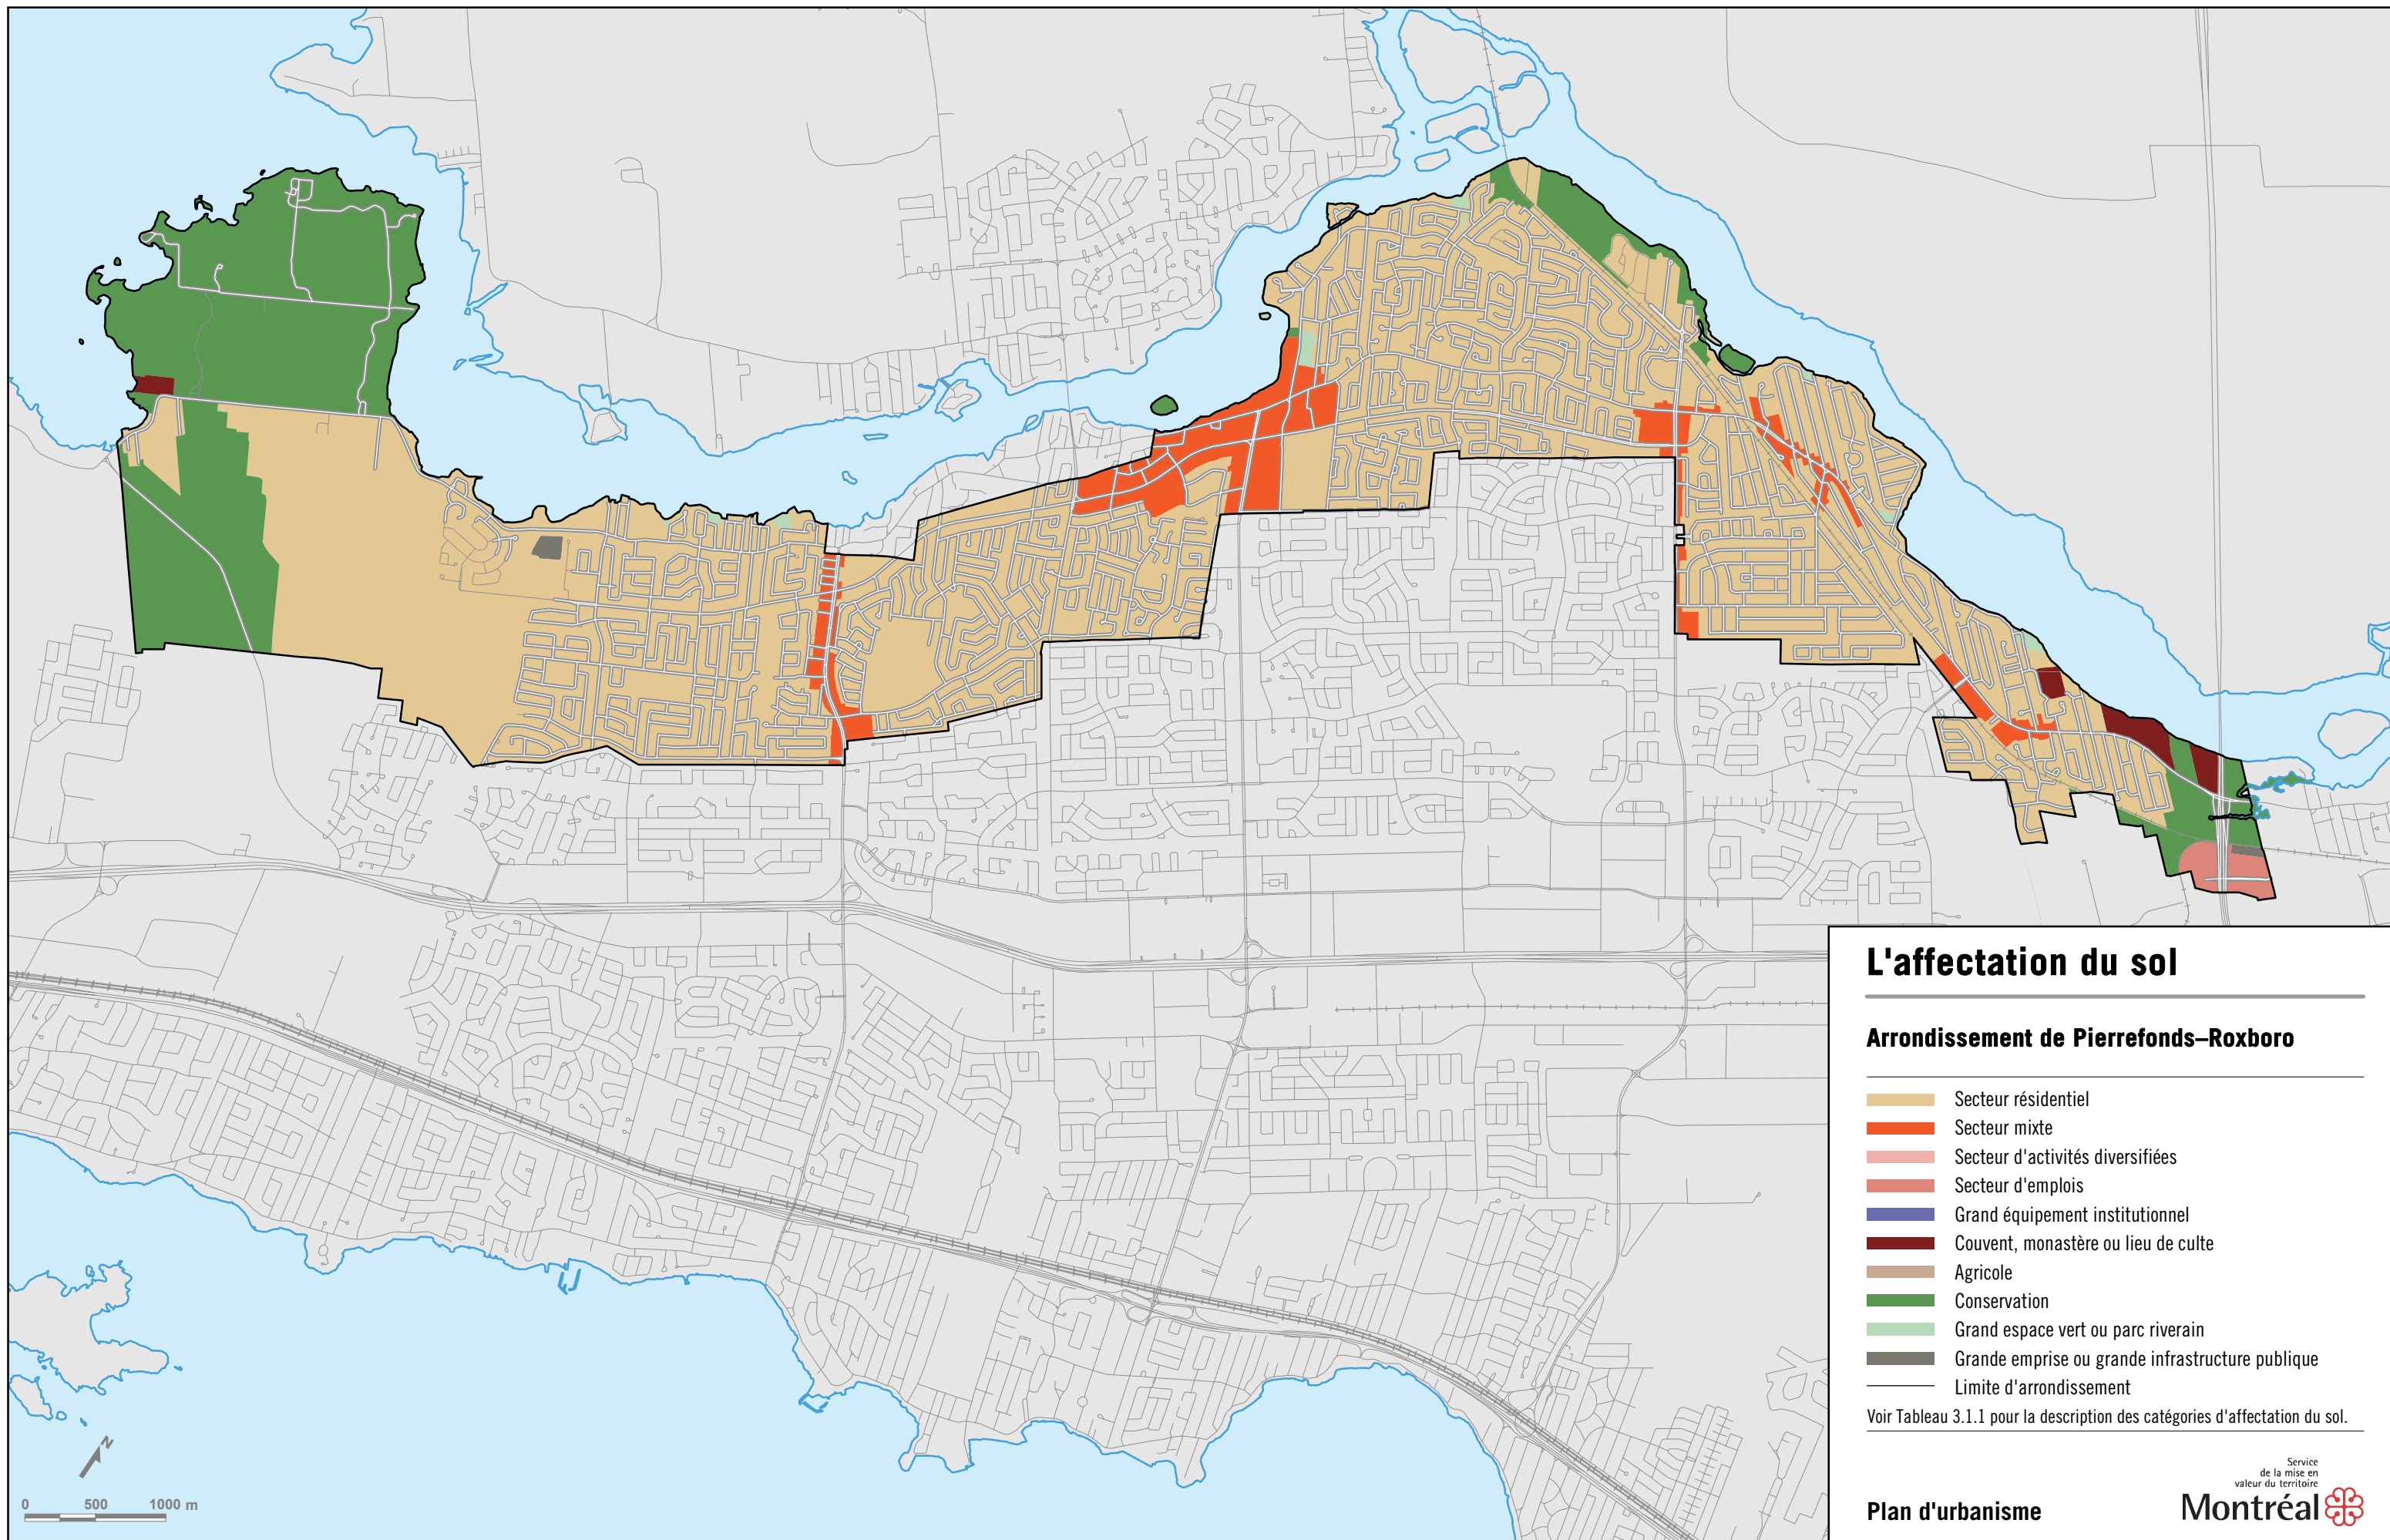 L'affectation du sol
Arrondissement de Pierrefonds–Roxboro
Secteur résidentiel
Secteur mixte
Secteur d'activités diversifiées
Secteur d'emplois
Grand équipement institutionnel
Couvent, monastère ou lieu de culte
Agricole
Conservation
Grand espace vert ou parc riverain
Grande emprise ou grande infrastructure publique
Limite d'arrondissement
Voir Tableau 3.1.1 pour la description des catégories d'affectation du sol.
N
0 500 1000 m
Plan d'urbanisme
Service
de la mise en
valeur du territoire
Montréal